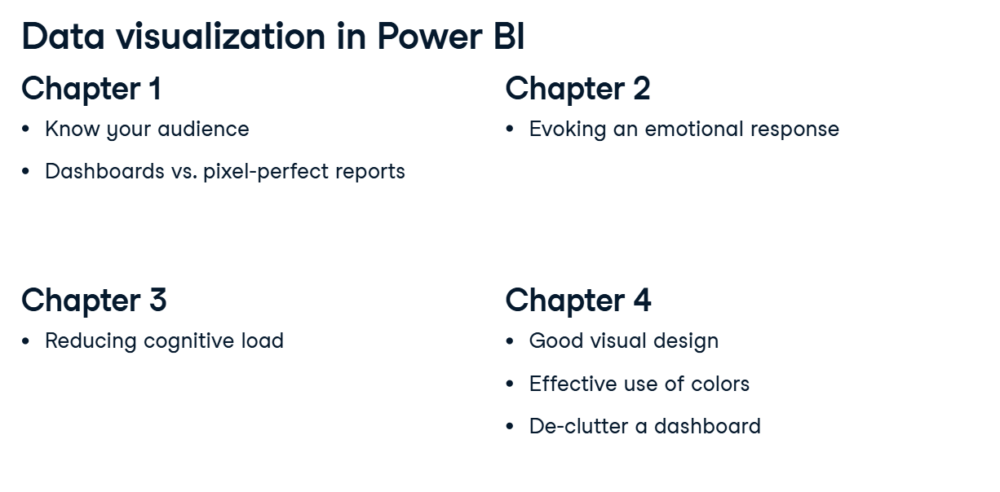 Data visualization in Power BI
Chapter 1
• Know your audience
• Dashboards vs. pixel-perfect reports
Chapter 2
• Evoking an emotional response
Chapter 3
• Reducing cognitive load
Chapter 4
• Good visual design
• Effective use of colors
• De-clutter a dashboard